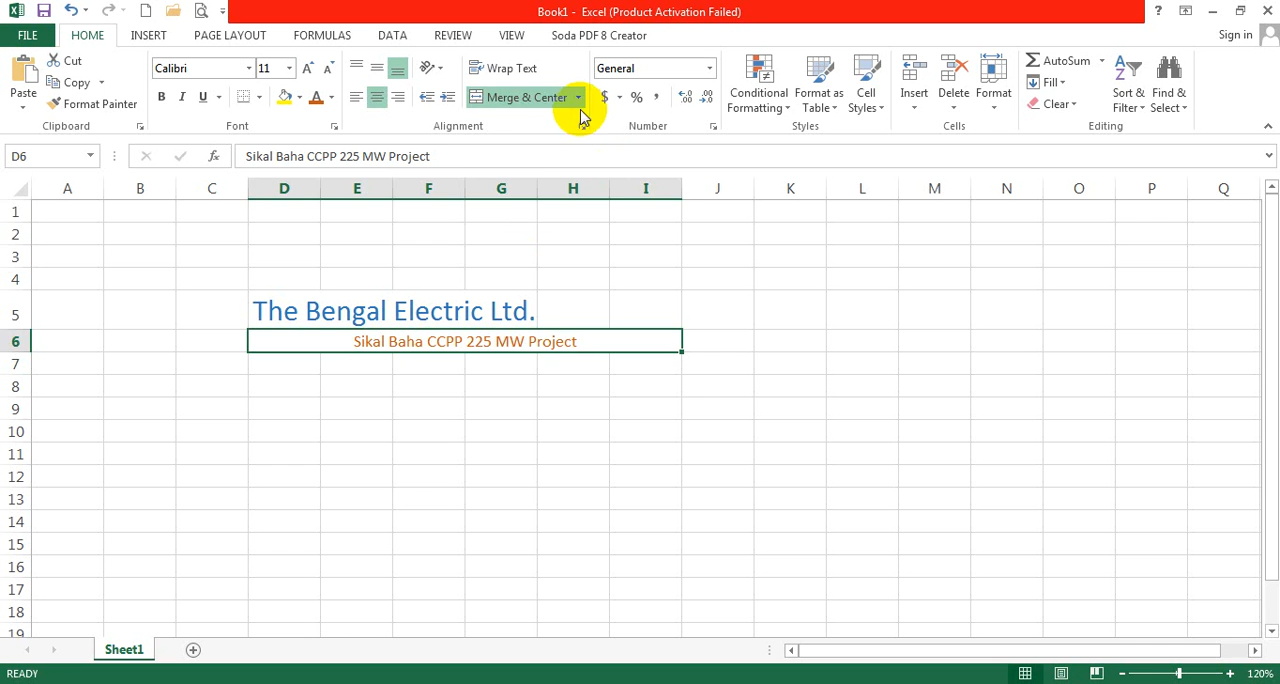 Book1 - Excel (Product Activation Failed)
FILE HOME INSERT PAGE LAYOUT FORMULAS DATA REVIEW VIEW Soda PDF 8 Creator Sign in
Cut
Copy
Format Painter
Paste
Clipboard
Calibri 11
B I U A
Font
Wrap Text
Merge & Center
Alignment
General
$ % ,
Number
Conditional Formatting
Format as Table
Cell Styles
Styles
Insert Delete Format
Cells
AutoSum
Fill
Clear
Sort & Filter
Find & Select
Editing
D6 fx Sikal Baha CCPP 225 MW Project
A B C D E F G H I J K L M N O P Q
1
2
3
4
5 The Bengal Electric Ltd.
6 Sikal Baha CCPP 225 MW Project
7
8
9
10
11
12
13
14
15
16
17
18
19
Sheet1
READY 120%